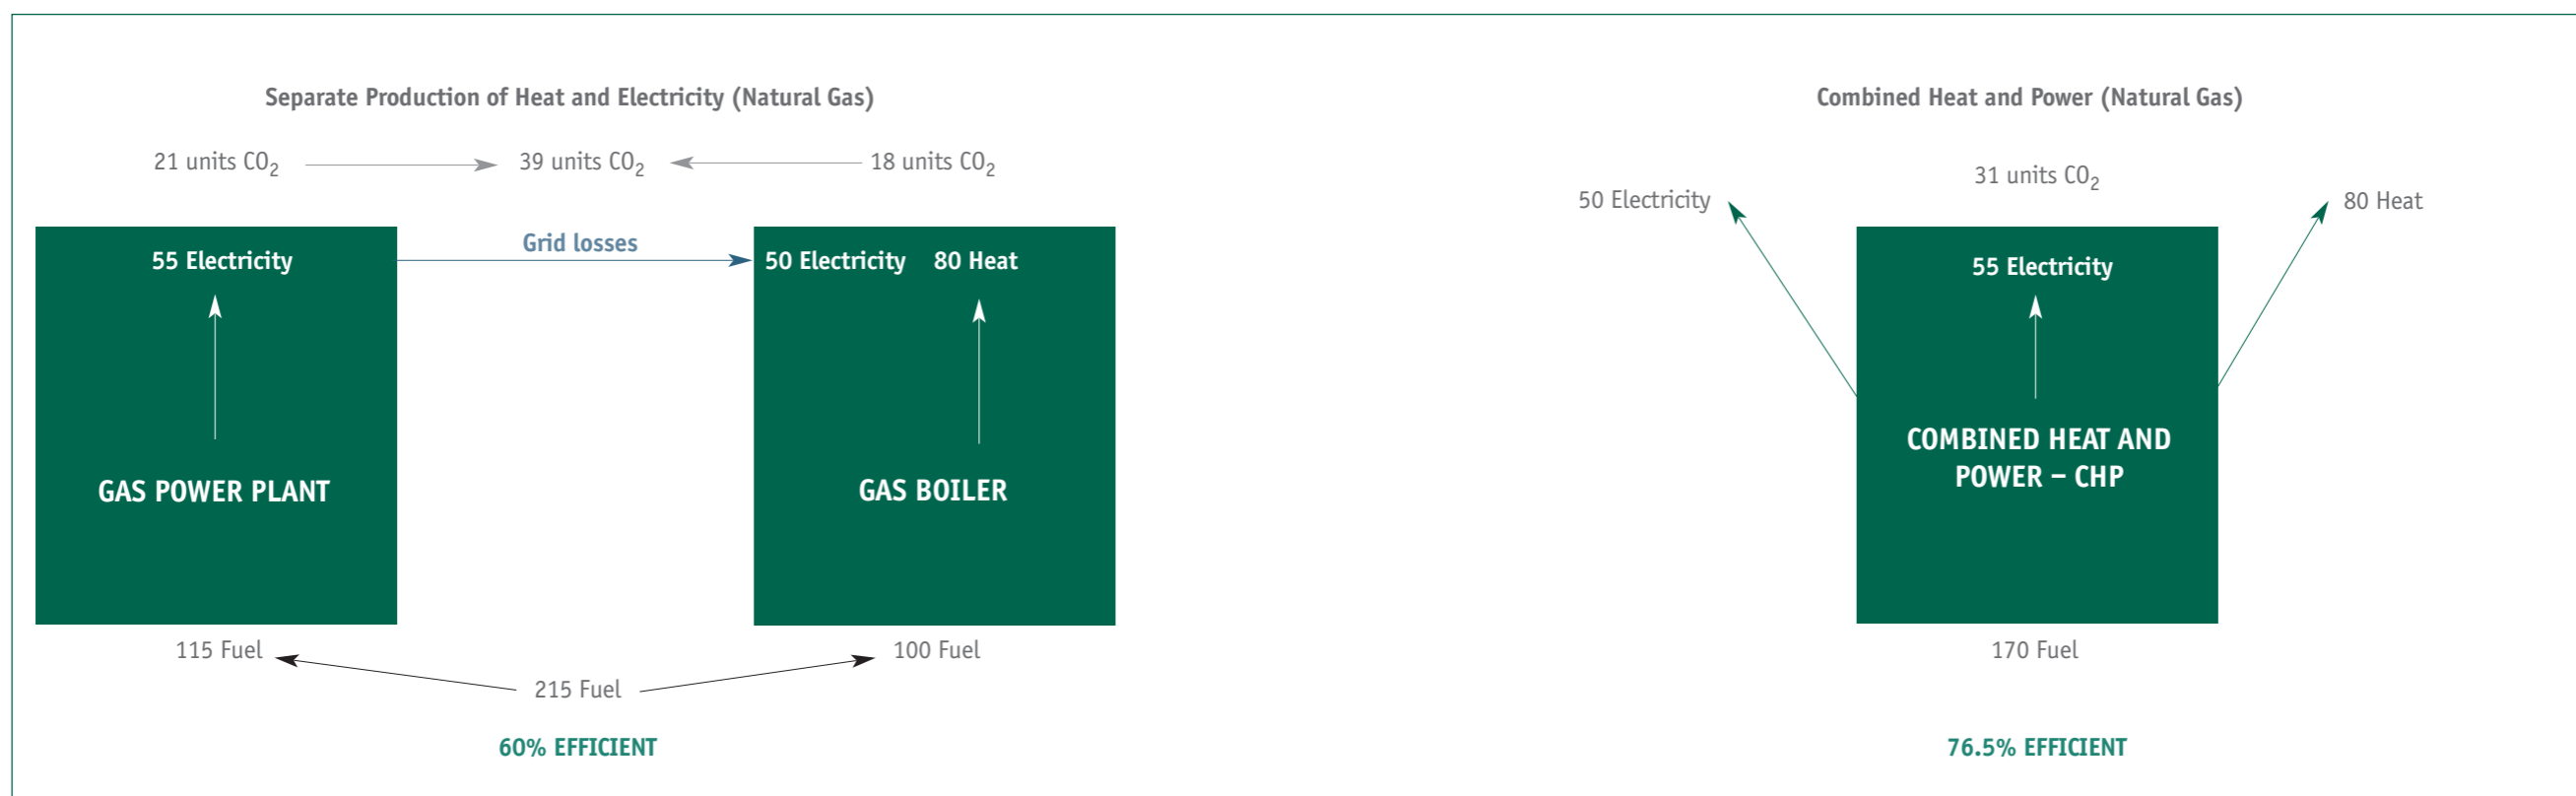 Separate Production of Heat and Electricity (Natural Gas)
21 units CO₂
39 units CO₂
18 units CO₂
55 Electricity
Grid losses
50 Electricity
80 Heat
GAS POWER PLANT
GAS BOILER
115 Fuel
100 Fuel
215 Fuel
60% EFFICIENT
Combined Heat and Power (Natural Gas)
31 units CO₂
50 Electricity
80 Heat
55 Electricity
COMBINED HEAT AND
POWER – CHP
170 Fuel
76.5% EFFICIENT